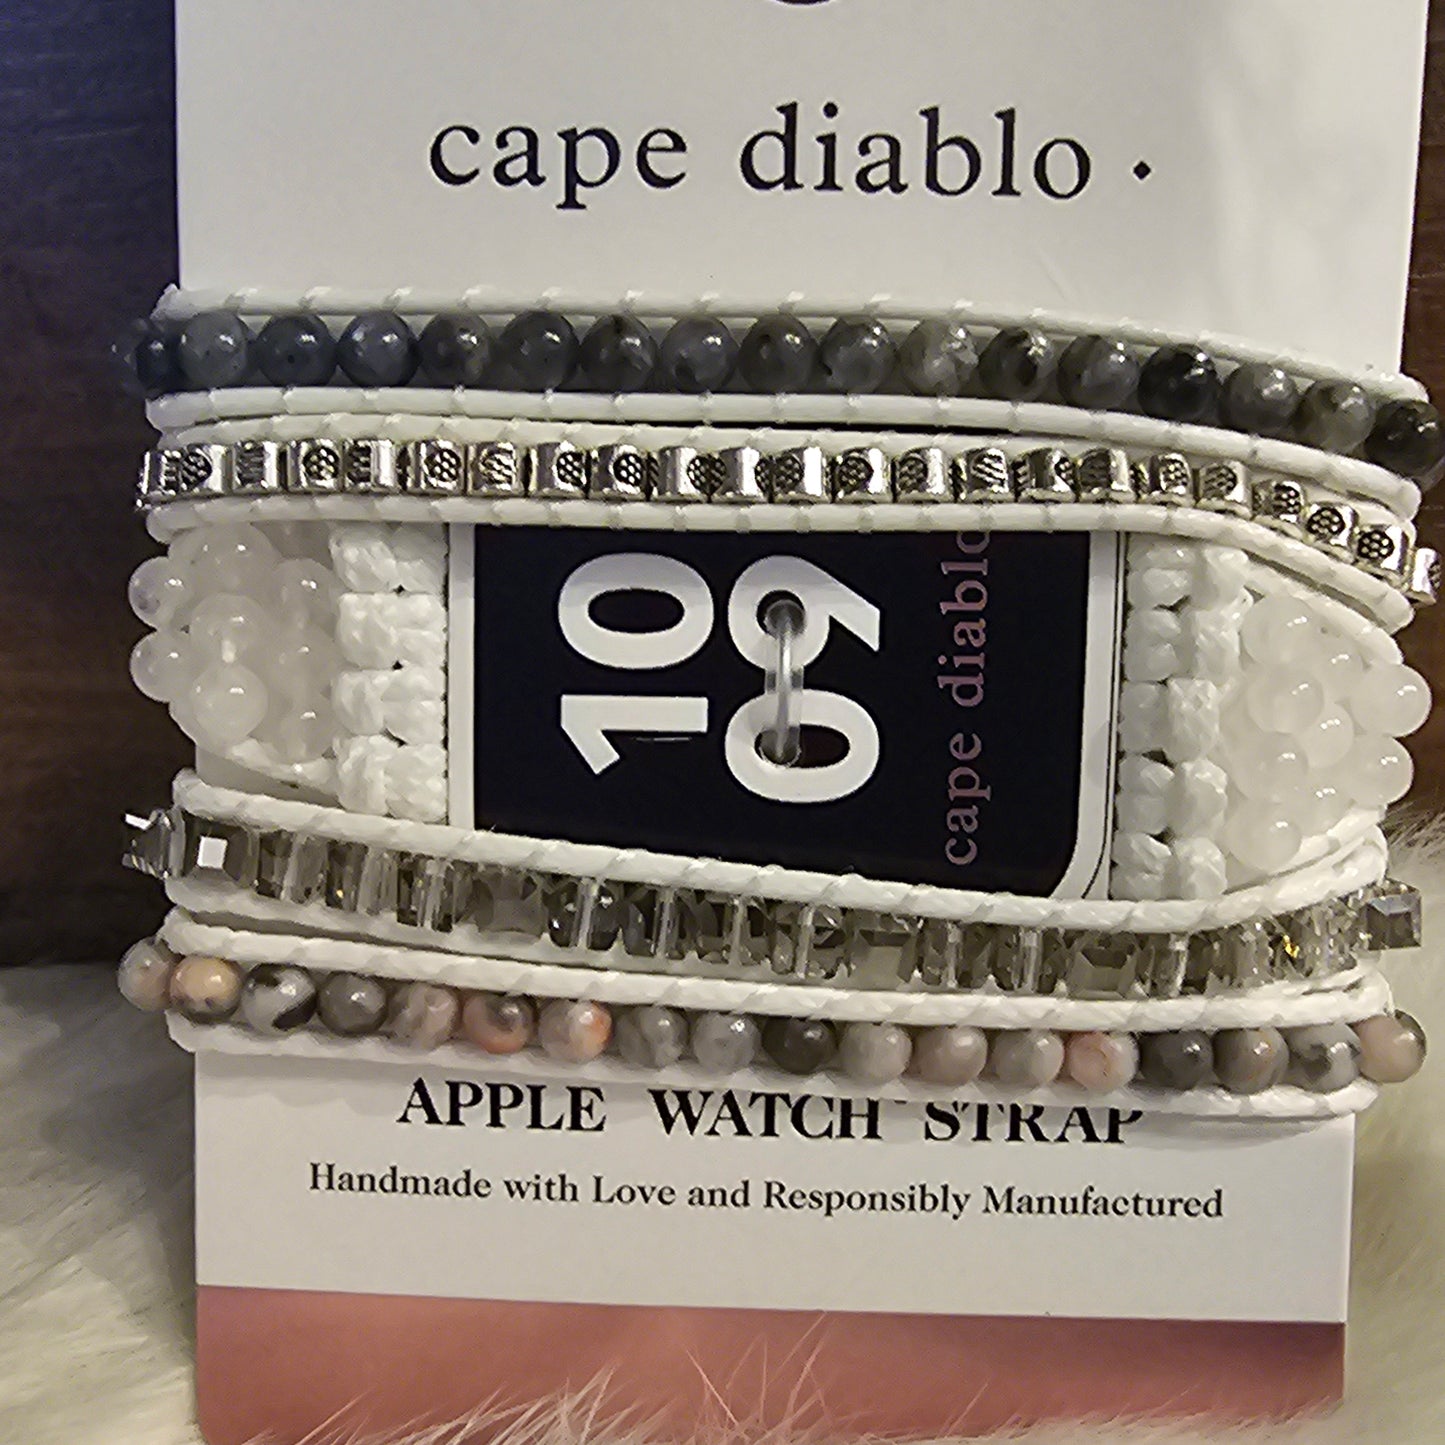 cape diablo
10
09
cape diablo
APPLE WATCH STRAP
Handmade with Love and Responsibly Manufactured